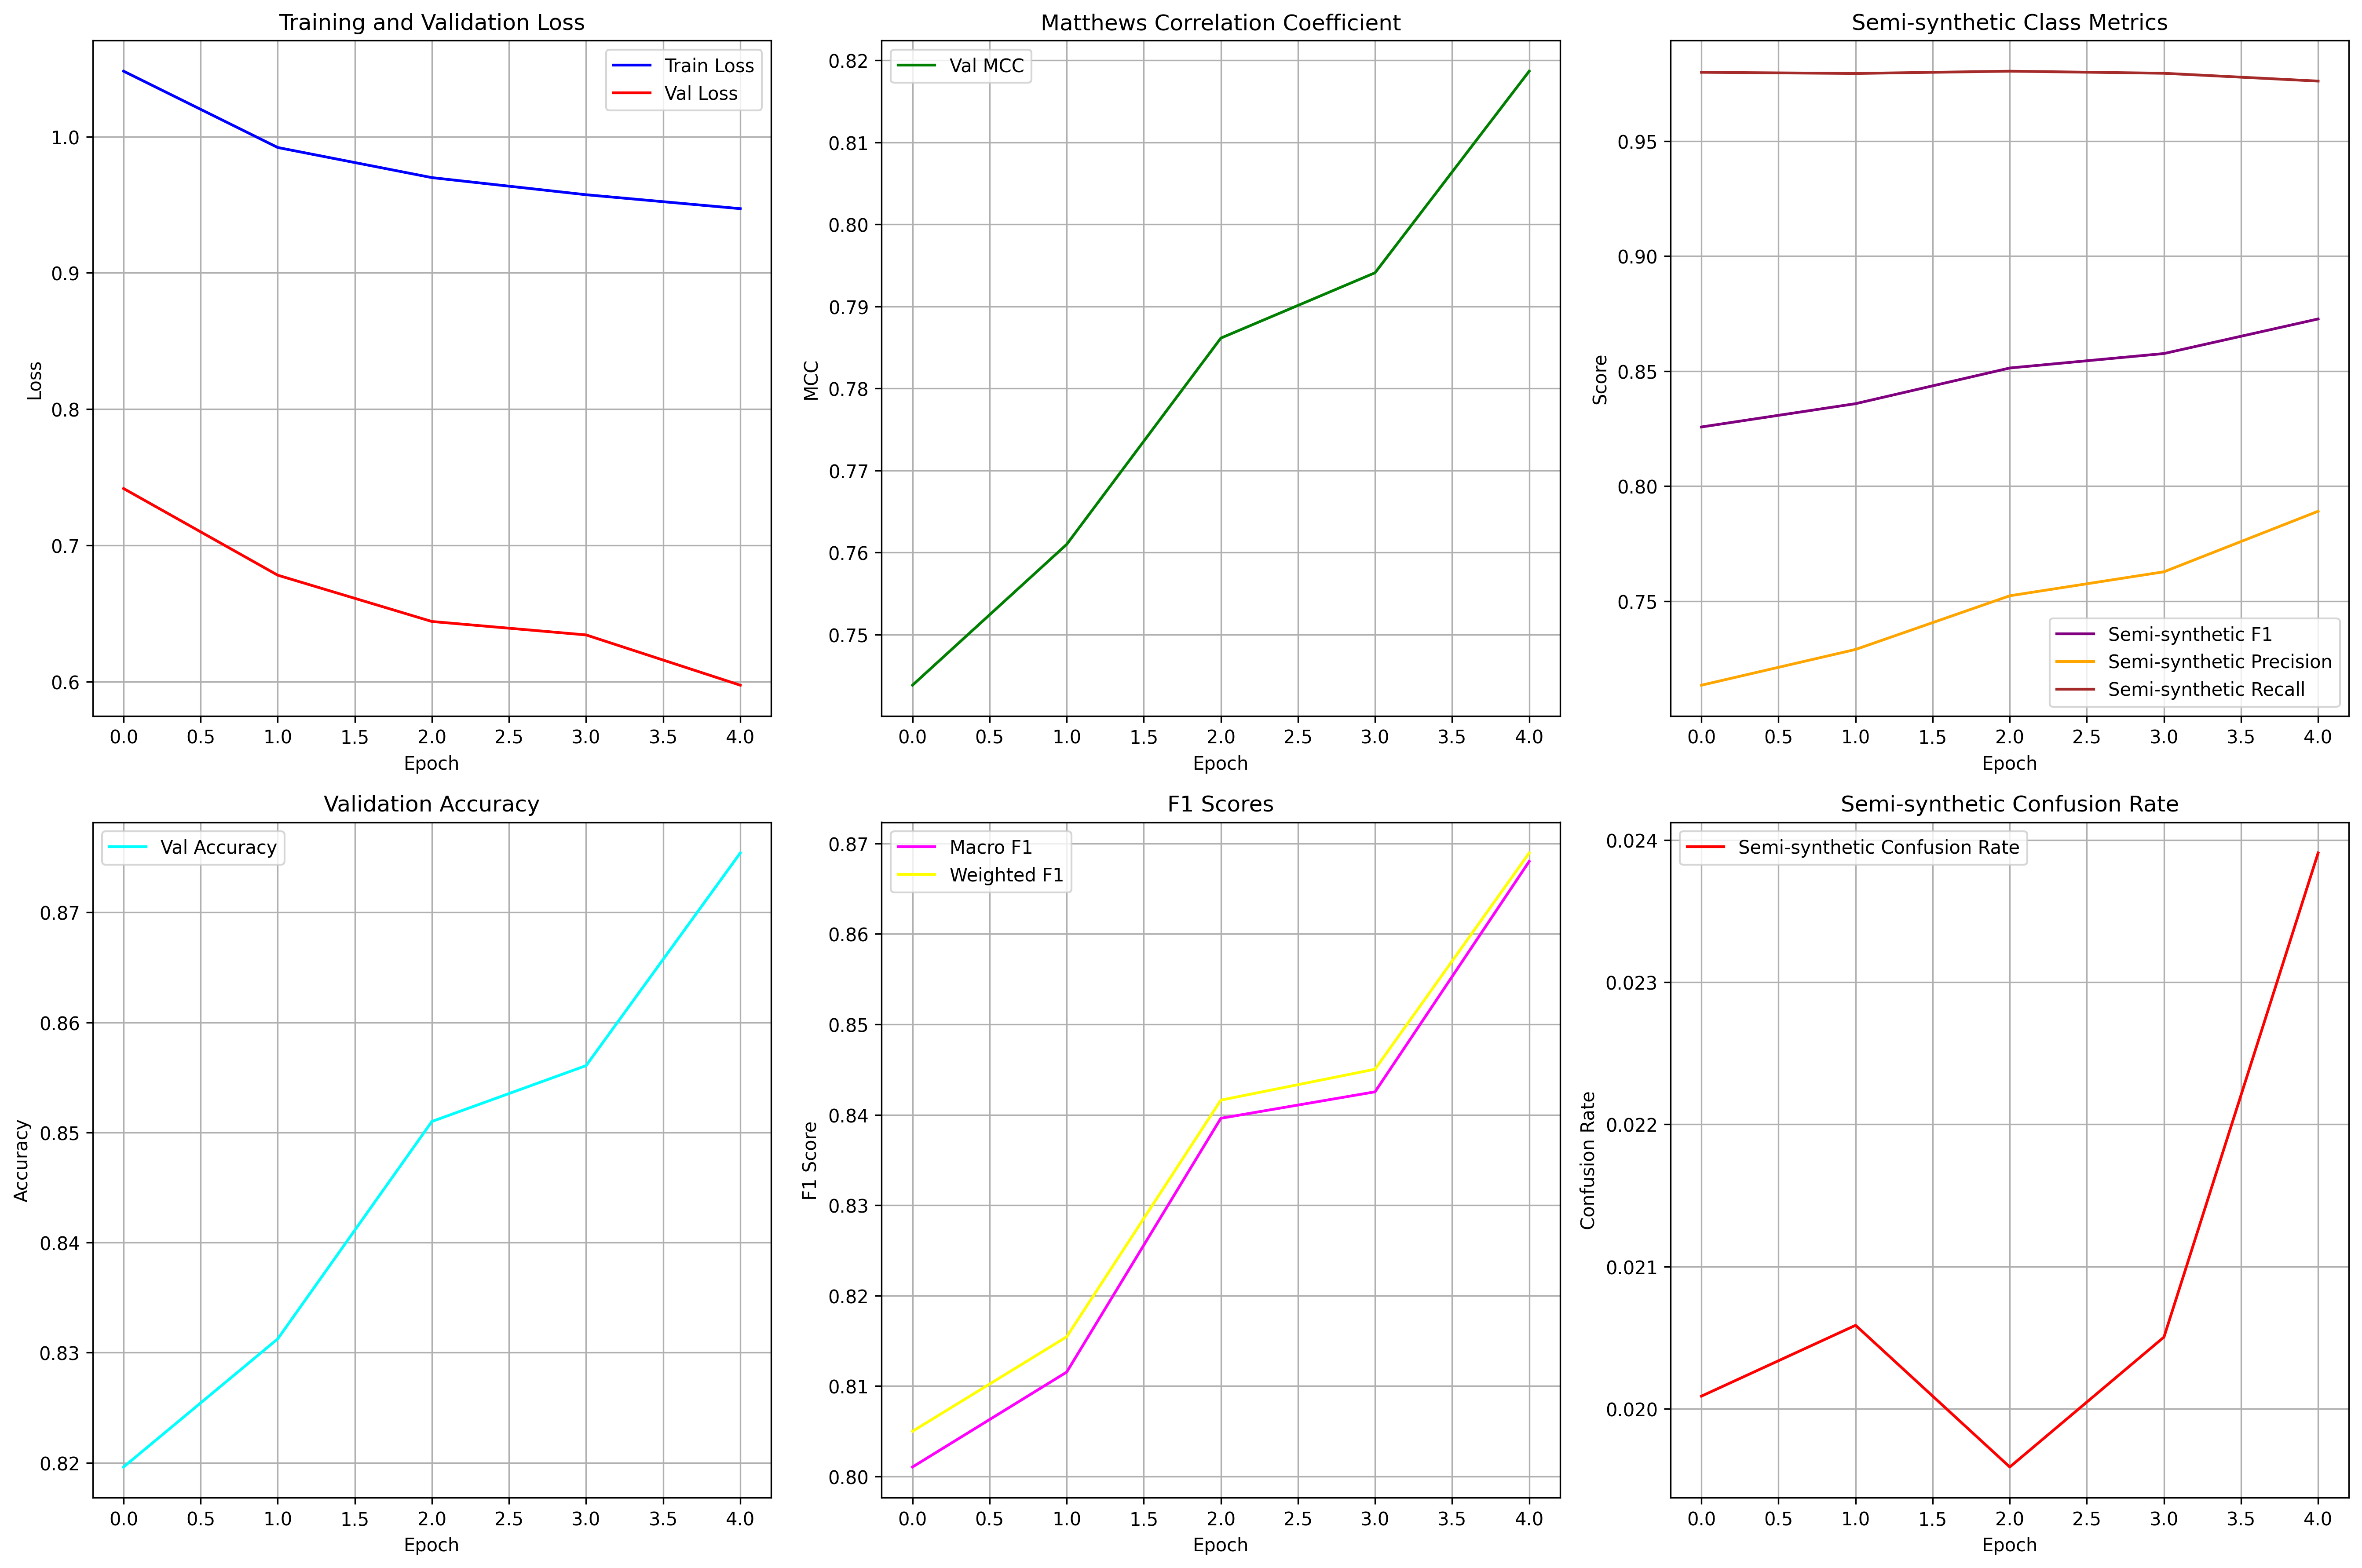 Training and Validation Loss
Train Loss
Val Loss
1.0
0.9
0.8
0.7
0.6
Loss
0.0 0.5 1.0 1.5 2.0 2.5 3.0 3.5 4.0
Epoch
Matthews Correlation Coefficient
Val MCC
0.82
0.81
0.80
0.79
0.78
0.77
0.76
0.75
MCC
0.0 0.5 1.0 1.5 2.0 2.5 3.0 3.5 4.0
Epoch
Semi-synthetic Class Metrics
0.95
0.90
0.85
0.80
0.75
Score
Semi-synthetic F1
Semi-synthetic Precision
Semi-synthetic Recall
0.0 0.5 1.0 1.5 2.0 2.5 3.0 3.5 4.0
Epoch
Validation Accuracy
Val Accuracy
0.87
0.86
0.85
0.84
0.83
0.82
Accuracy
0.0 0.5 1.0 1.5 2.0 2.5 3.0 3.5 4.0
Epoch
F1 Scores
Macro F1
Weighted F1
0.87
0.86
0.85
0.84
0.83
0.82
0.81
0.80
F1 Score
0.0 0.5 1.0 1.5 2.0 2.5 3.0 3.5 4.0
Epoch
Semi-synthetic Confusion Rate
Semi-synthetic Confusion Rate
0.024
0.023
0.022
0.021
0.020
Confusion Rate
0.0 0.5 1.0 1.5 2.0 2.5 3.0 3.5 4.0
Epoch